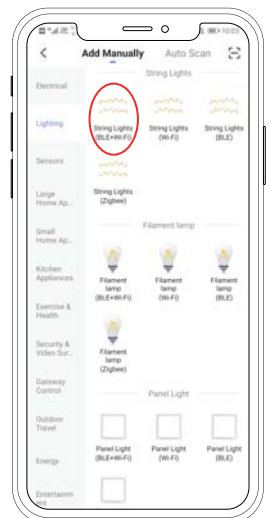 10:03
Add Manually Auto Scan
String Lights
Electrical
Lighting
String Lights
(BLE+Wi-Fi)
String Lights
(Wi-Fi)
String Lights
(BLE)
Sensors
Large
Home Ap...
String Lights
(Zigbee)
Small
Home Ap...
Filament lamp
Kitchen
Appliances
Filament
lamp
(BLE+Wi-Fi)
Filament
lamp
(Wi-Fi)
Filament
lamp
(BLE)
Exercise &
Health
Security &
Video Sur...
Filament
lamp
(Zigbee)
Gateway
Control
Panel Light
Outdoor
Travel
Energy
Panel Light
(BLE+Wi-Fi)
Panel Light
(Wi-Fi)
Panel Light
(BLE)
Entertainm
ent